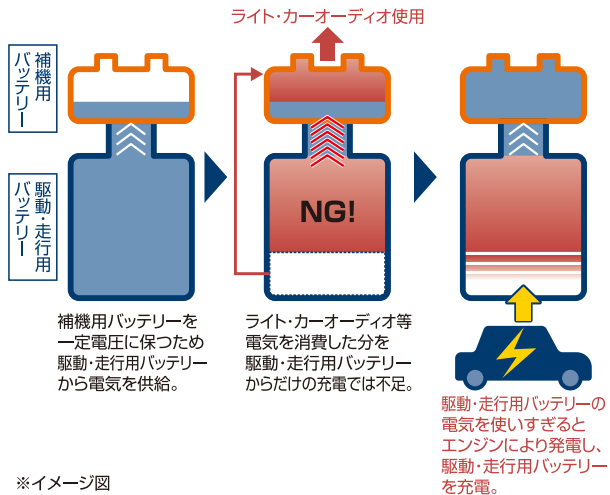 ライト・カーオーディオ使用
補機用
バッテリー
駆動・走行用
バッテリー
NG!
補機用バッテリーを
一定電圧に保つため
駆動・走行用バッテリー
から電気を供給。
ライト・カーオーディオ等
電気を消費した分を
駆動・走行用バッテリー
からだけの充電では不足。
駆動・走行用バッテリーの
電気を使いすぎると
エンジンにより発電し、
駆動・走行用バッテリー
を充電。
※イメージ図